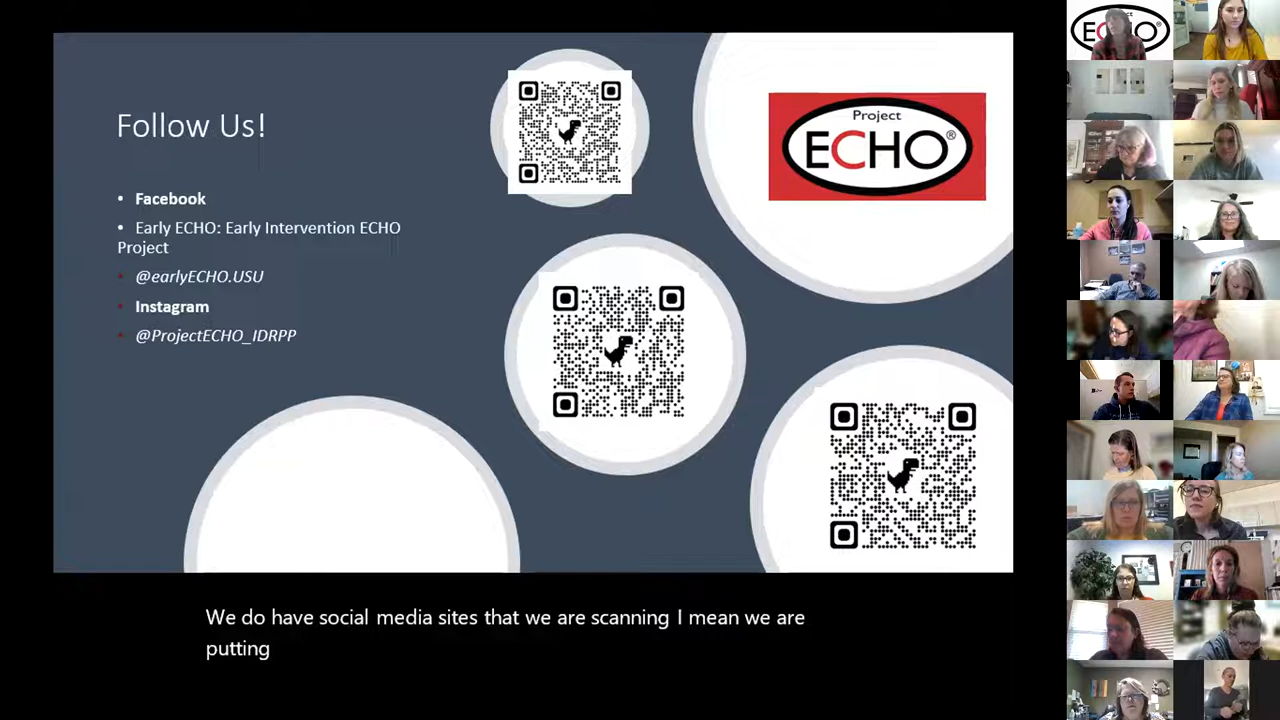 Follow Us!
• Facebook
• Early ECHO: Early Intervention ECHO
Project
• @earlyECHO.USU
• Instagram
• @ProjectECHO_IDRPP
Project
ECHO®
ECHO
We do have social media sites that we are scanning I mean we are
putting